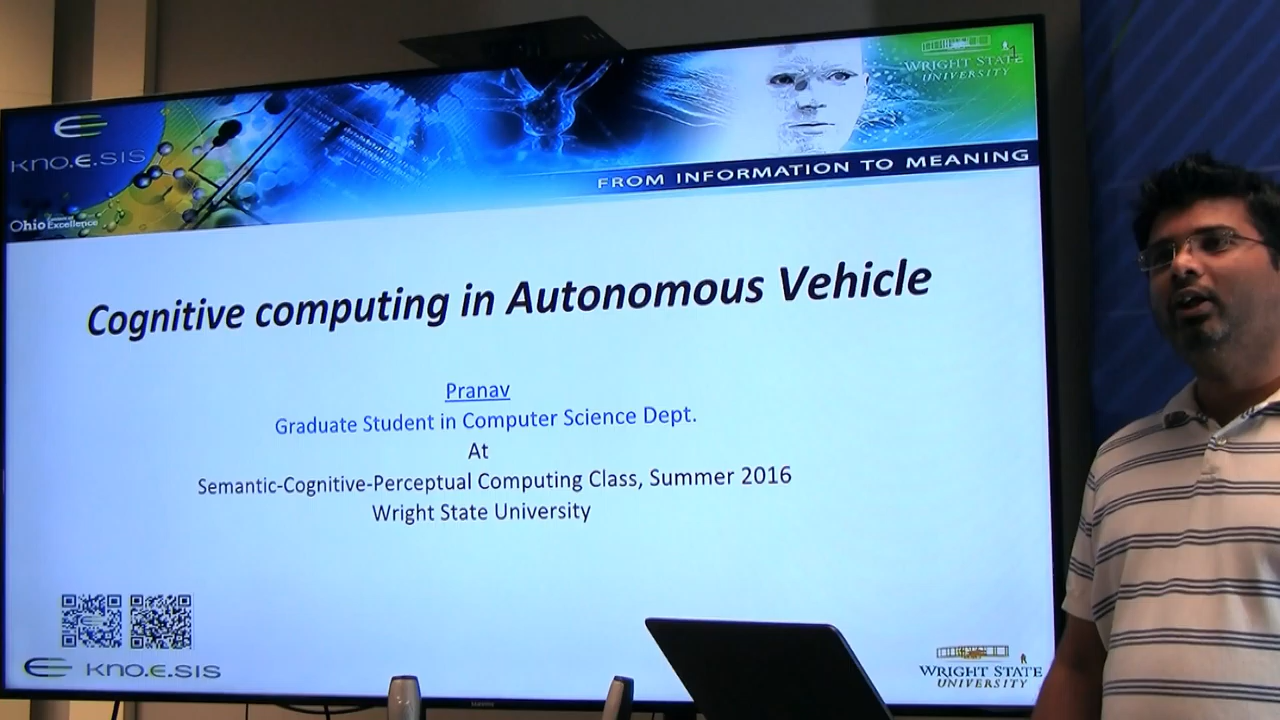 WRIGHT STATE
UNIVERSITY
KNO.E.SIS
FROM INFORMATION TO MEANING
Ohio Excellence
Cognitive computing in Autonomous Vehicle
Pranav
Graduate Student in Computer Science Dept.
At
Semantic-Cognitive-Perceptual Computing Class, Summer 2016
Wright State University
KNO.E.SIS
WRIGHT STATE
UNIVERSITY